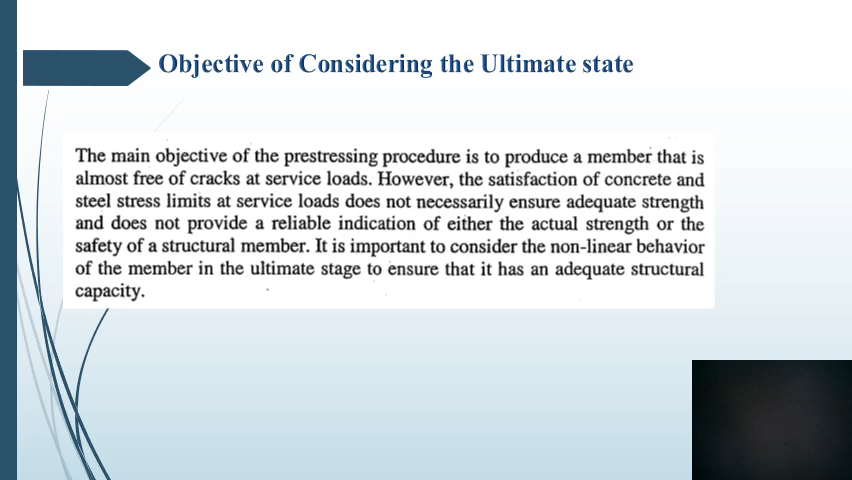 Objective of Considering the Ultimate state
The main objective of the prestressing procedure is to produce a member that is
almost free of cracks at service loads. However, the satisfaction of concrete and
steel stress limits at service loads does not necessarily ensure adequate strength
and does not provide a reliable indication of either the actual strength or the
safety of a structural member. It is important to consider the non-linear behavior
of the member in the ultimate stage to ensure that it has an adequate structural
capacity.